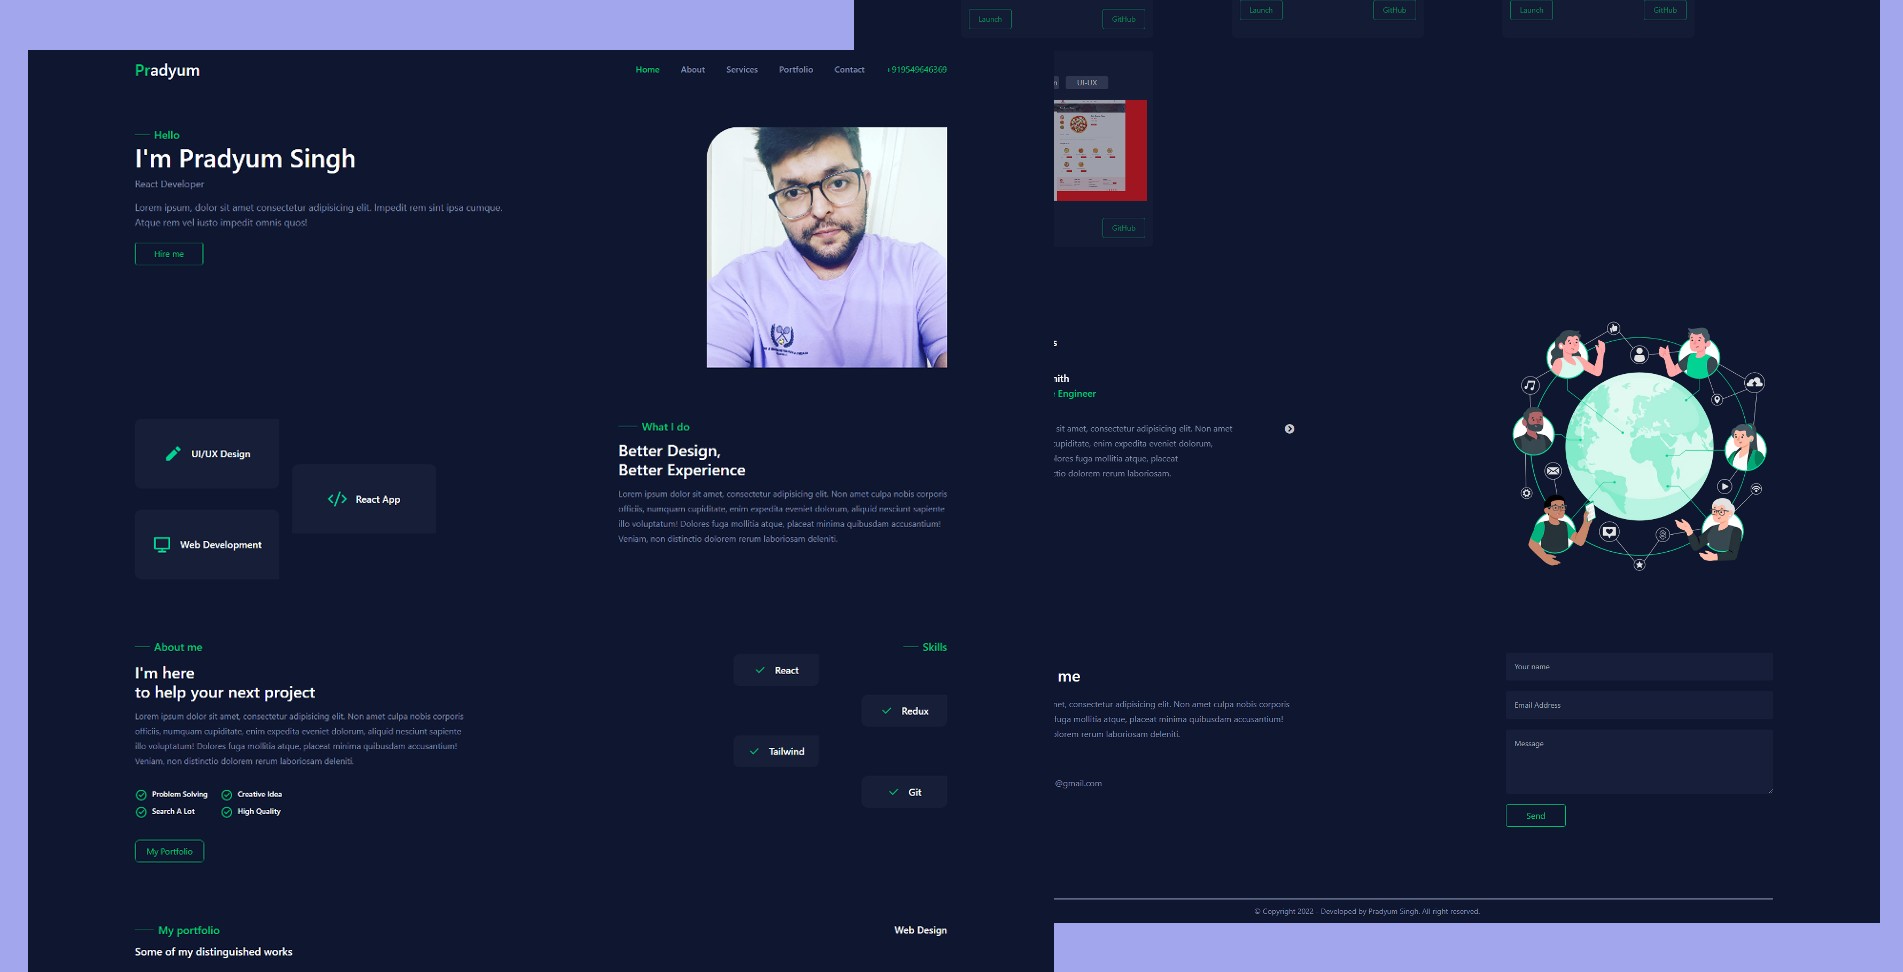 Pradyum
Home About Services Portfolio Contact +919549646369
Hello
I'm Pradyum Singh
React Developer
Lorem ipsum, dolor sit amet consectetur adipisicing elit. Impedit rem sint ipsa cumque.
Atque rem vel iusto impedit omnis quos!
Hire me
UI/UX Design
React App
Web Development
What I do
Better Design,
Better Experience
Lorem ipsum dolor sit amet, consectetur adipisicing elit. Non amet culpa nobis corporis
officiis, numquam cupiditate, enim expedita eveniet dolorum, aliquid nesciunt sapiente
illo voluptatum! Dolores fuga mollitia atque, placeat minima quibusdam accusantium!
Veniam, non distinctio dolorem rerum laboriosam deleniti.
About me
I'm here
to help your next project
Lorem ipsum dolor sit amet, consectetur adipisicing elit. Non amet culpa nobis corporis
officiis, numquam cupiditate, enim expedita eveniet dolorum, aliquid nesciunt sapiente
illo voluptatum! Dolores fuga mollitia atque, placeat minima quibusdam accusantium!
Veniam, non distinctio dolorem rerum laboriosam deleniti.
Problem Solving Creative Idea
Search A Lot High Quality
My Portfolio
Skills
React
Redux
Tailwind
Git
My portfolio
Some of my distinguished works
Web Design
Launch GitHub Launch GitHub Launch GitHub
UI-UX
GitHub
s
mith
Engineer
sit amet, consectetur adipisicing elit. Non amet
cupiditate, enim expedita eveniet dolorum,
olores fuga mollitia atque, placeat
ctio dolorem rerum laboriosam.
me
met, consectetur adipisicing elit. Non amet culpa nobis corporis
fuga mollitia atque, placeat minima quibusdam accusantium!
olorem rerum laboriosam deleniti.
@gmail.com
Your name
Email Address
Message
Send
© Copyright 2022 - Developed by Pradyum Singh. All right reserved.